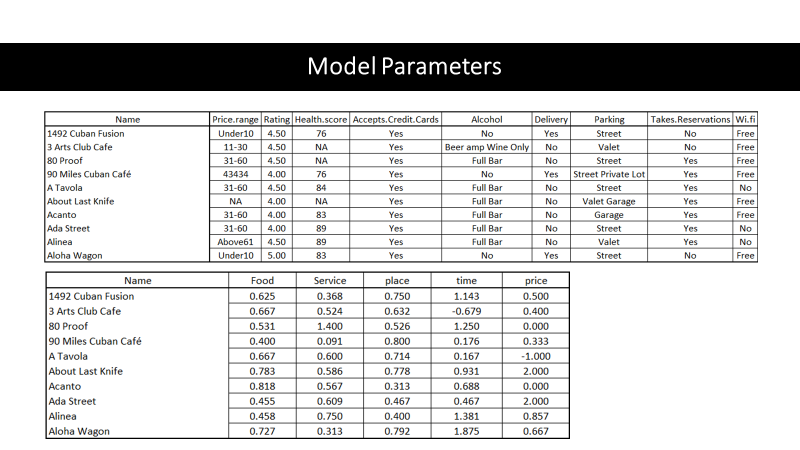 Model Parameters
Name Price.range Rating Health.score Accepts.Credit.Cards Alcohol Delivery Parking Takes.Reservations Wi.fi
1492 Cuban Fusion Under10 4.50 76 Yes No Yes Street No Free
3 Arts Club Cafe 11-30 4.50 NA Yes Beer amp Wine Only No Valet No Free
80 Proof 31-60 4.50 NA Yes Full Bar No Street Yes Free
90 Miles Cuban Café 43434 4.00 76 Yes No Yes Street Private Lot Yes Free
A Tavola 31-60 4.50 84 Yes Full Bar No Street Yes No
About Last Knife NA 4.00 NA Yes Full Bar No Valet Garage Yes Free
Acanto 31-60 4.00 83 Yes Full Bar No Garage Yes Free
Ada Street 31-60 4.00 89 Yes Full Bar No Street Yes No
Alinea Above61 4.50 89 Yes Full Bar No Valet Yes No
Aloha Wagon Under10 5.00 83 Yes No Yes Street No Free
Name Food Service place time price
1492 Cuban Fusion 0.625 0.368 0.750 1.143 0.500
3 Arts Club Cafe 0.667 0.524 0.632 -0.679 0.400
80 Proof 0.531 1.400 0.526 1.250 0.000
90 Miles Cuban Café 0.400 0.091 0.800 0.176 0.333
A Tavola 0.667 0.600 0.714 0.167 -1.000
About Last Knife 0.783 0.586 0.778 0.931 2.000
Acanto 0.818 0.567 0.313 0.688 0.000
Ada Street 0.455 0.609 0.467 0.467 2.000
Alinea 0.458 0.750 0.400 1.381 0.857
Aloha Wagon 0.727 0.313 0.792 1.875 0.667